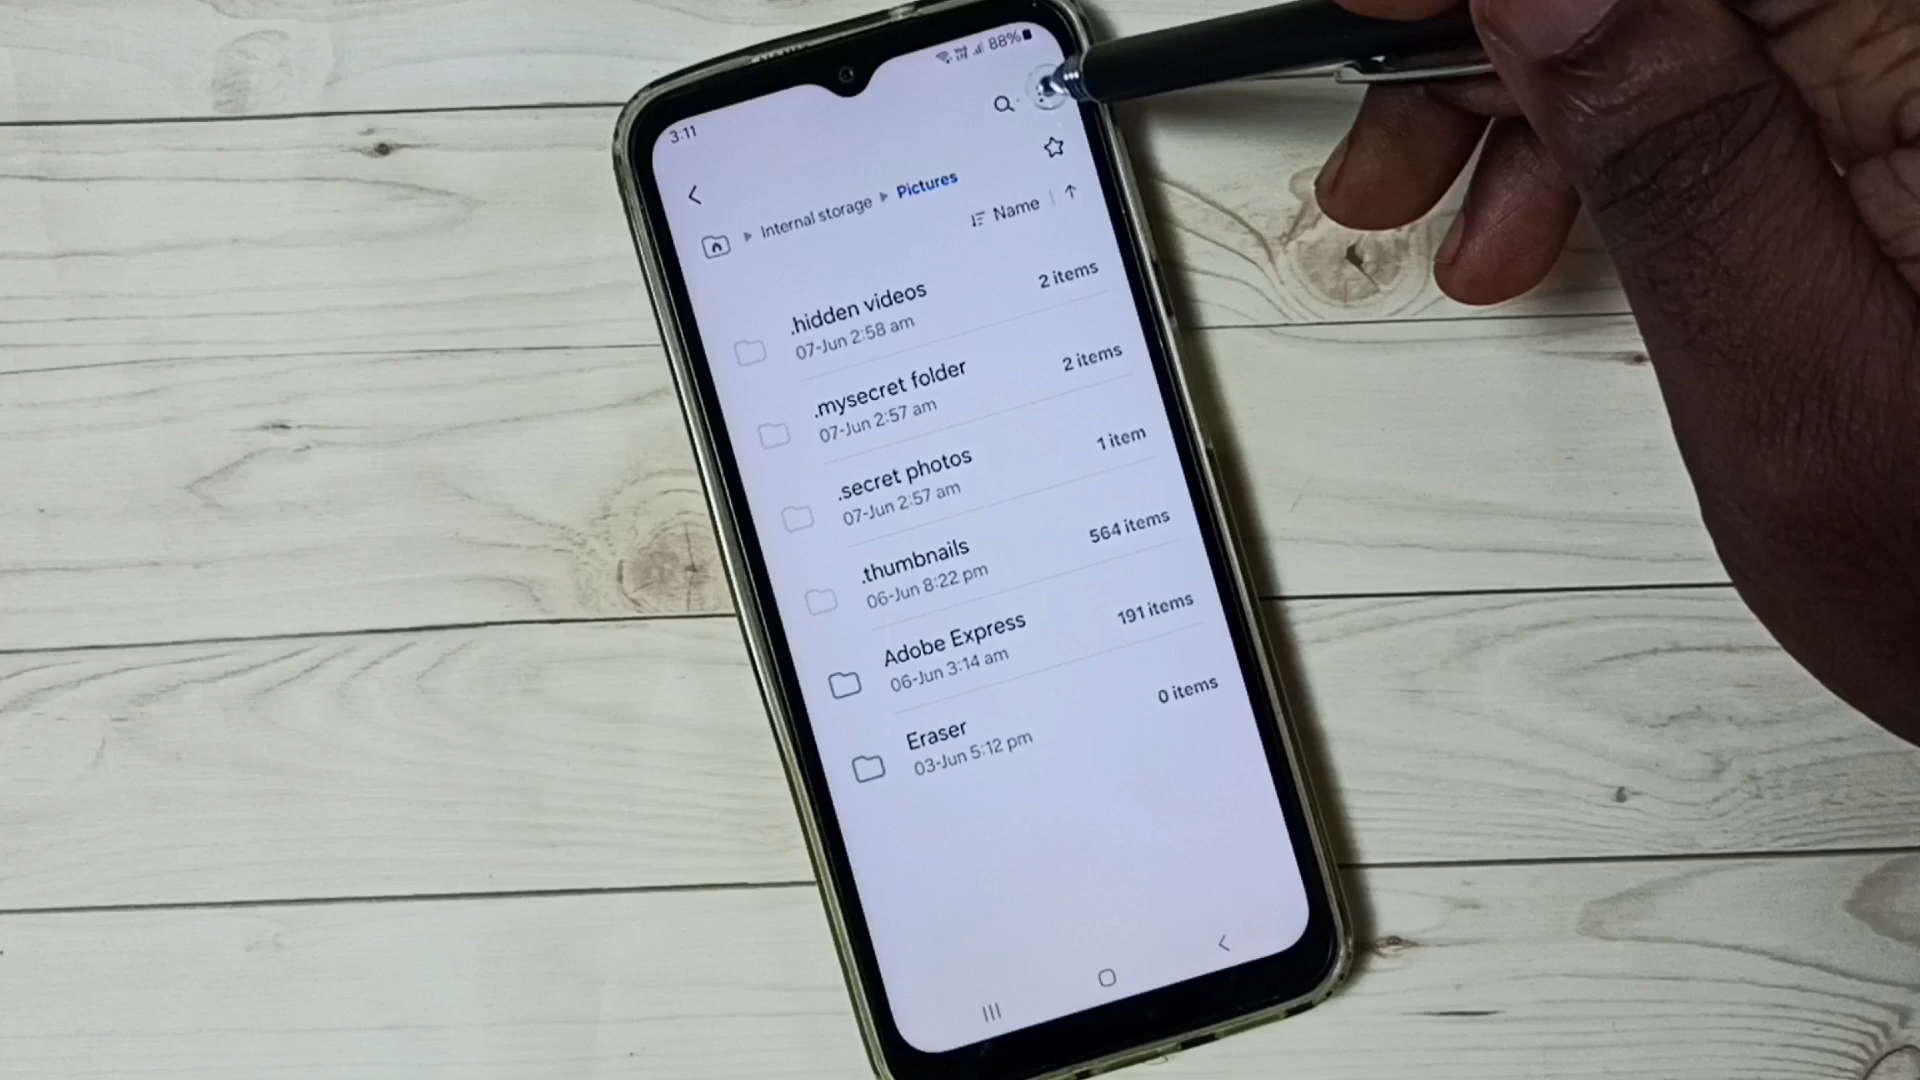 88%
3:11
Internal storage Pictures
Name
.hidden videos 2 items
07-Jun 2:58 am
.mysecret folder 2 items
07-Jun 2:57 am
.secret photos 1 item
07-Jun 2:57 am
.thumbnails 564 items
06-Jun 8:22 pm
Adobe Express 191 items
06-Jun 3:14 am
Eraser 0 items
03-Jun 5:12 pm